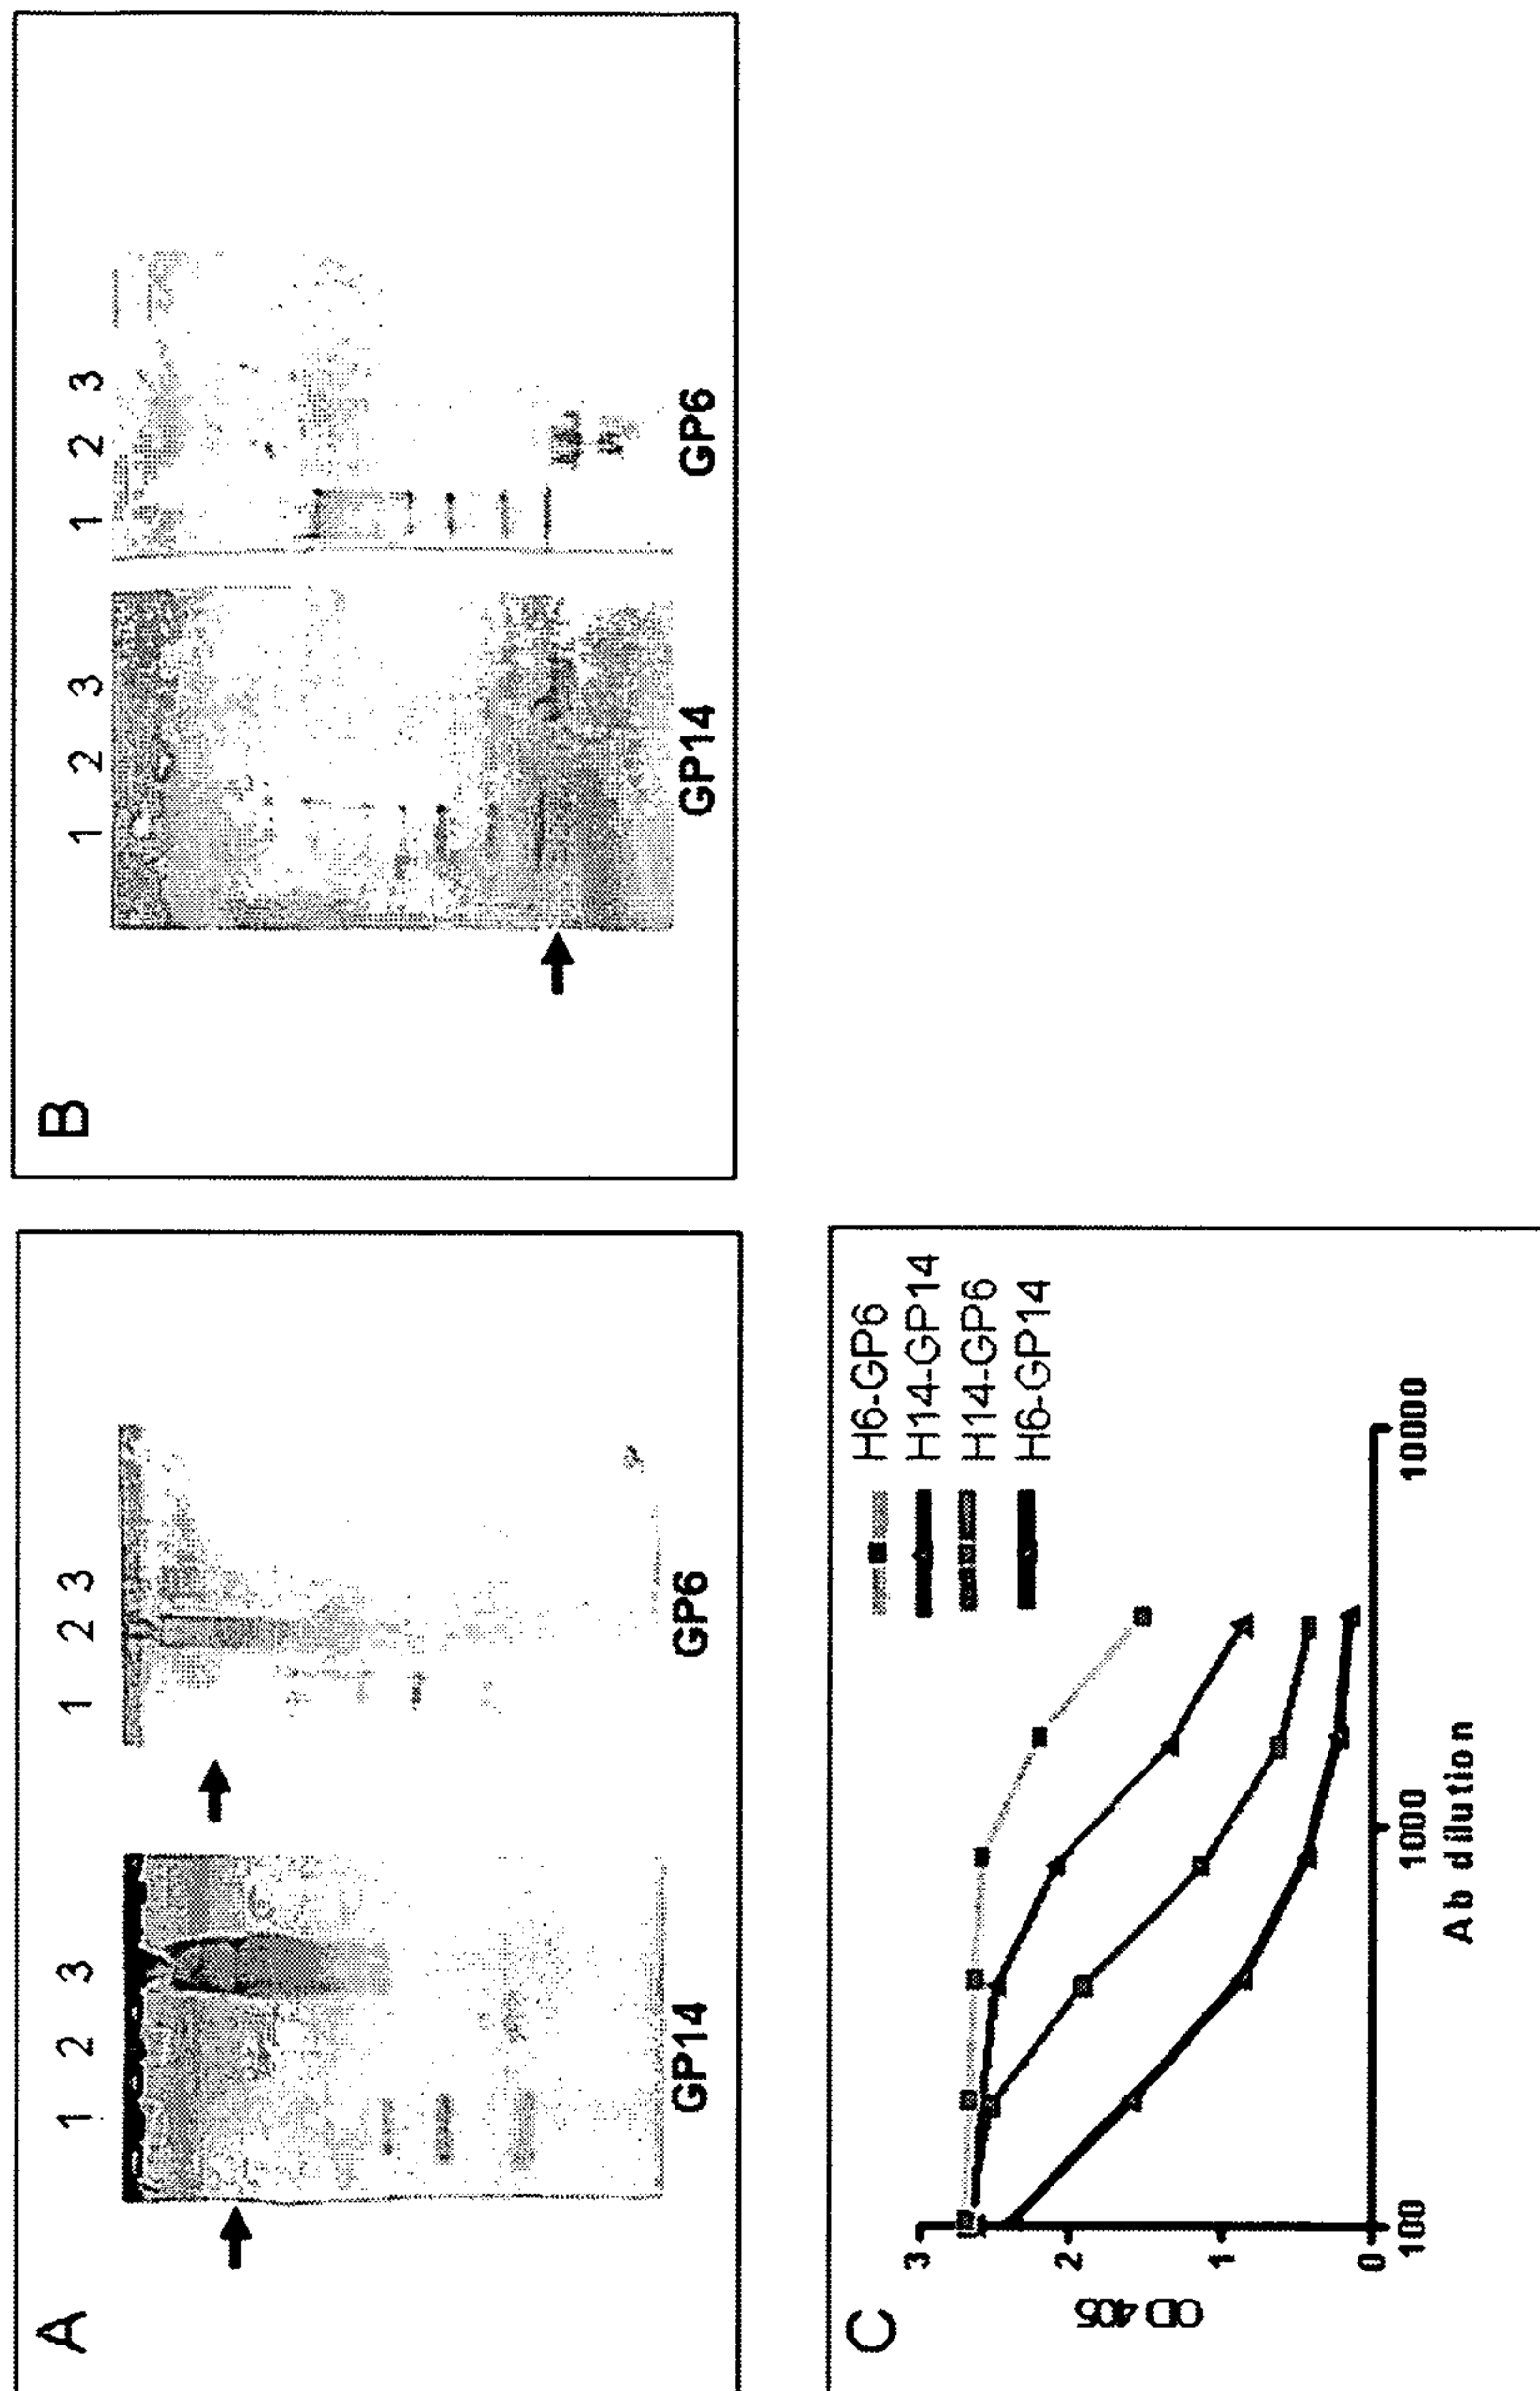 A
1 2 3
1 2 3
GP14
GP6
B
1 2 3
1 2 3
GP14
GP6
C
H6-GP6
H14-GP14
H14-GP6
H6-GP14
3
2
1
0
OD 405
100
1000
10000
Ab dilution